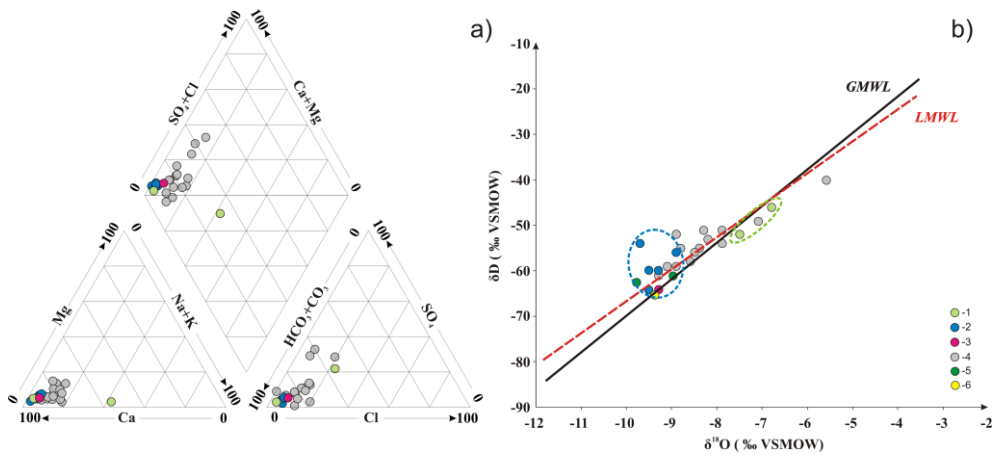 a)
100
100
SO₄+Cl
Ca+Mg
0
0
0
0
100
100
Mg
Na+K
HCO₃+CO₃
SO₄
0
100
100
0
100
Ca
0
0
Cl
100
b)
-10
-20
-30
-40
-50
-60
-70
-80
-90
δD ( ‰ VSMOW)
GMWL
LMWL
-1
-2
-3
-4
-5
-6
-12 -11 -10 -9 -8 -7 -6 -5 -4 -3 -2
δ¹⁸O ( ‰ VSMOW)